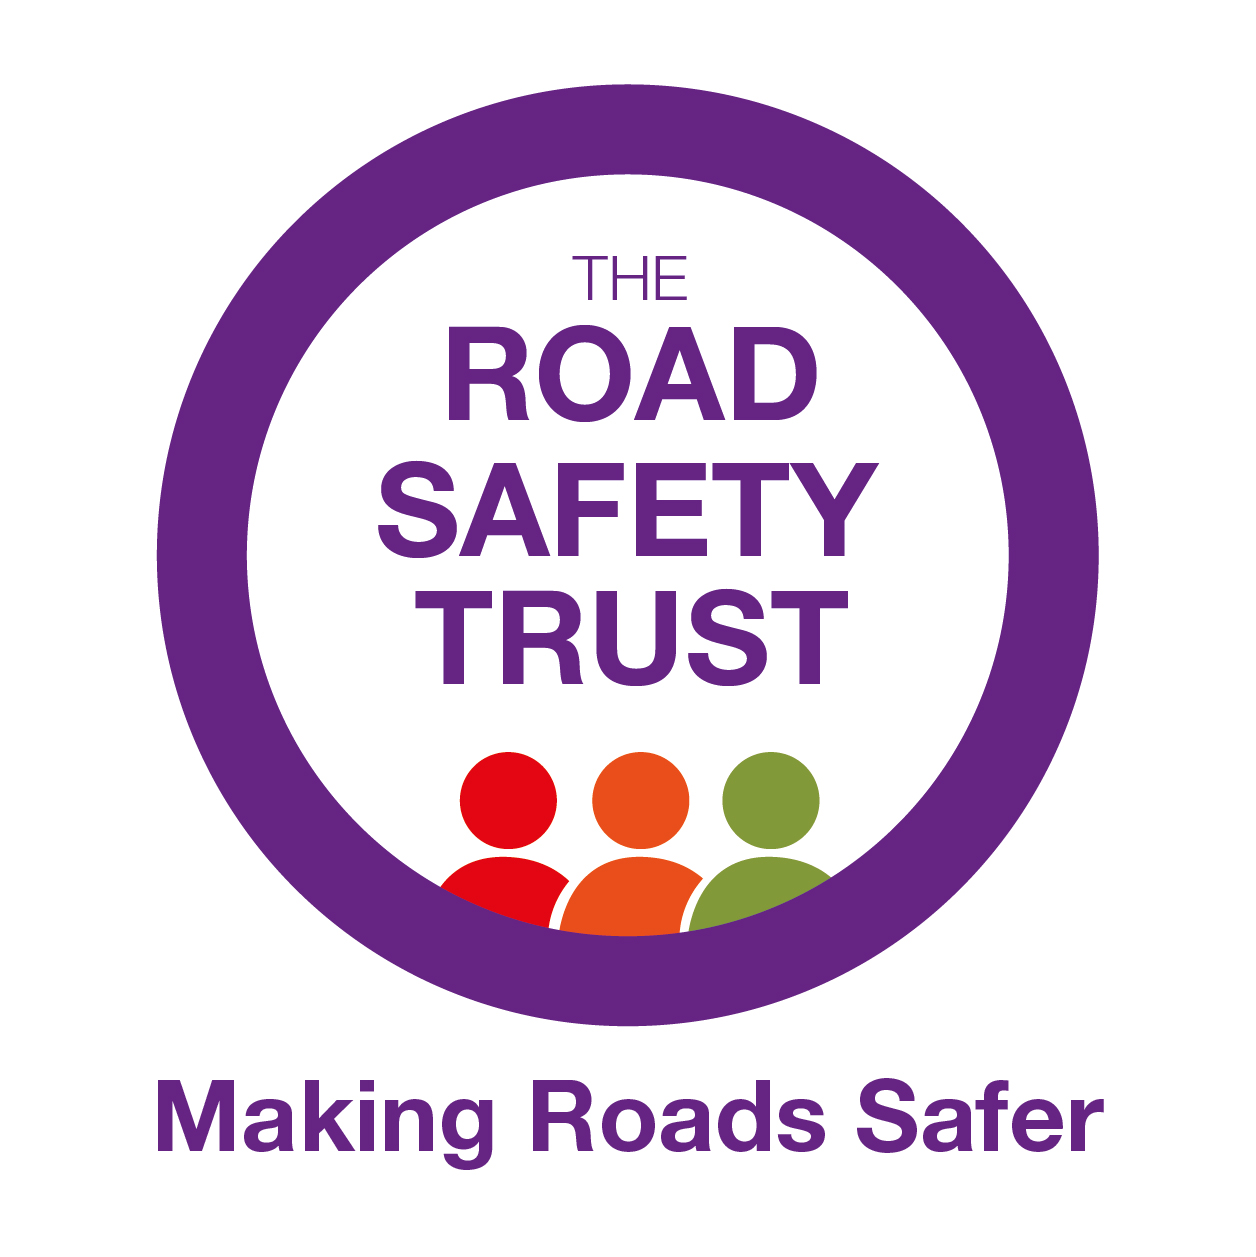 THE
ROAD
SAFETY
TRUST
Making Roads Safer